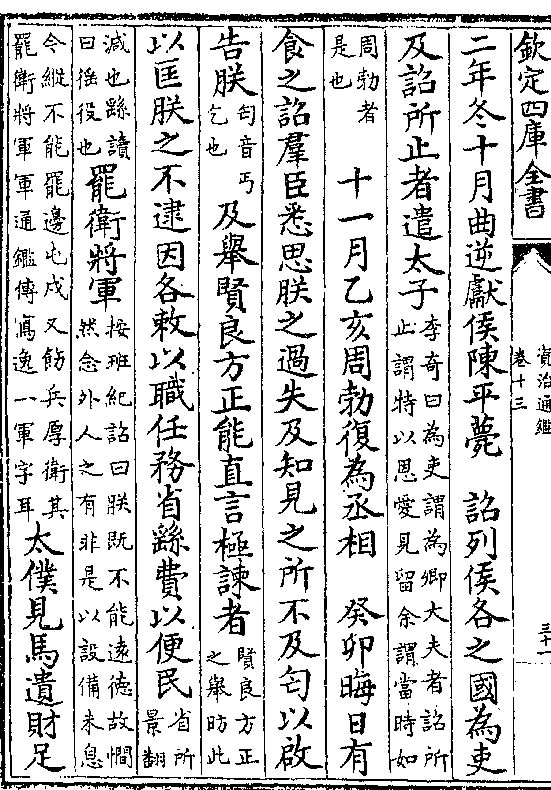 欽定四庫全書
資治通鑑
卷十三
三十一
二年冬十月曲逆獻侯陳平薨 詔列侯各之國為吏
及詔所止者遣太子
李奇曰為吏謂為卿大夫者詔所
止謂特以思愛見留余謂當時如
周勃者
是也
十一月乙亥周勃復為丞相 癸卯晦日有
食之詔羣臣悉思朕之過失及知見之所不及匄以啟
告朕
匄音丐
乞也
及舉賢良方正能直言極諫者
賢良方正
之舉昉此
以匡朕之不逮因各敕以職任務省繇費以便民
省所
景翻
減也繇讀
曰徭役也
罷衛將軍
按班紀詔曰朕既不能遠德故憪
然念外人之有非是以設備未息
令縱不能罷邊屯戍又飭兵厚衛其
罷衛將軍軍通鑑傳寫逸一軍字耳
太僕見馬遺財足